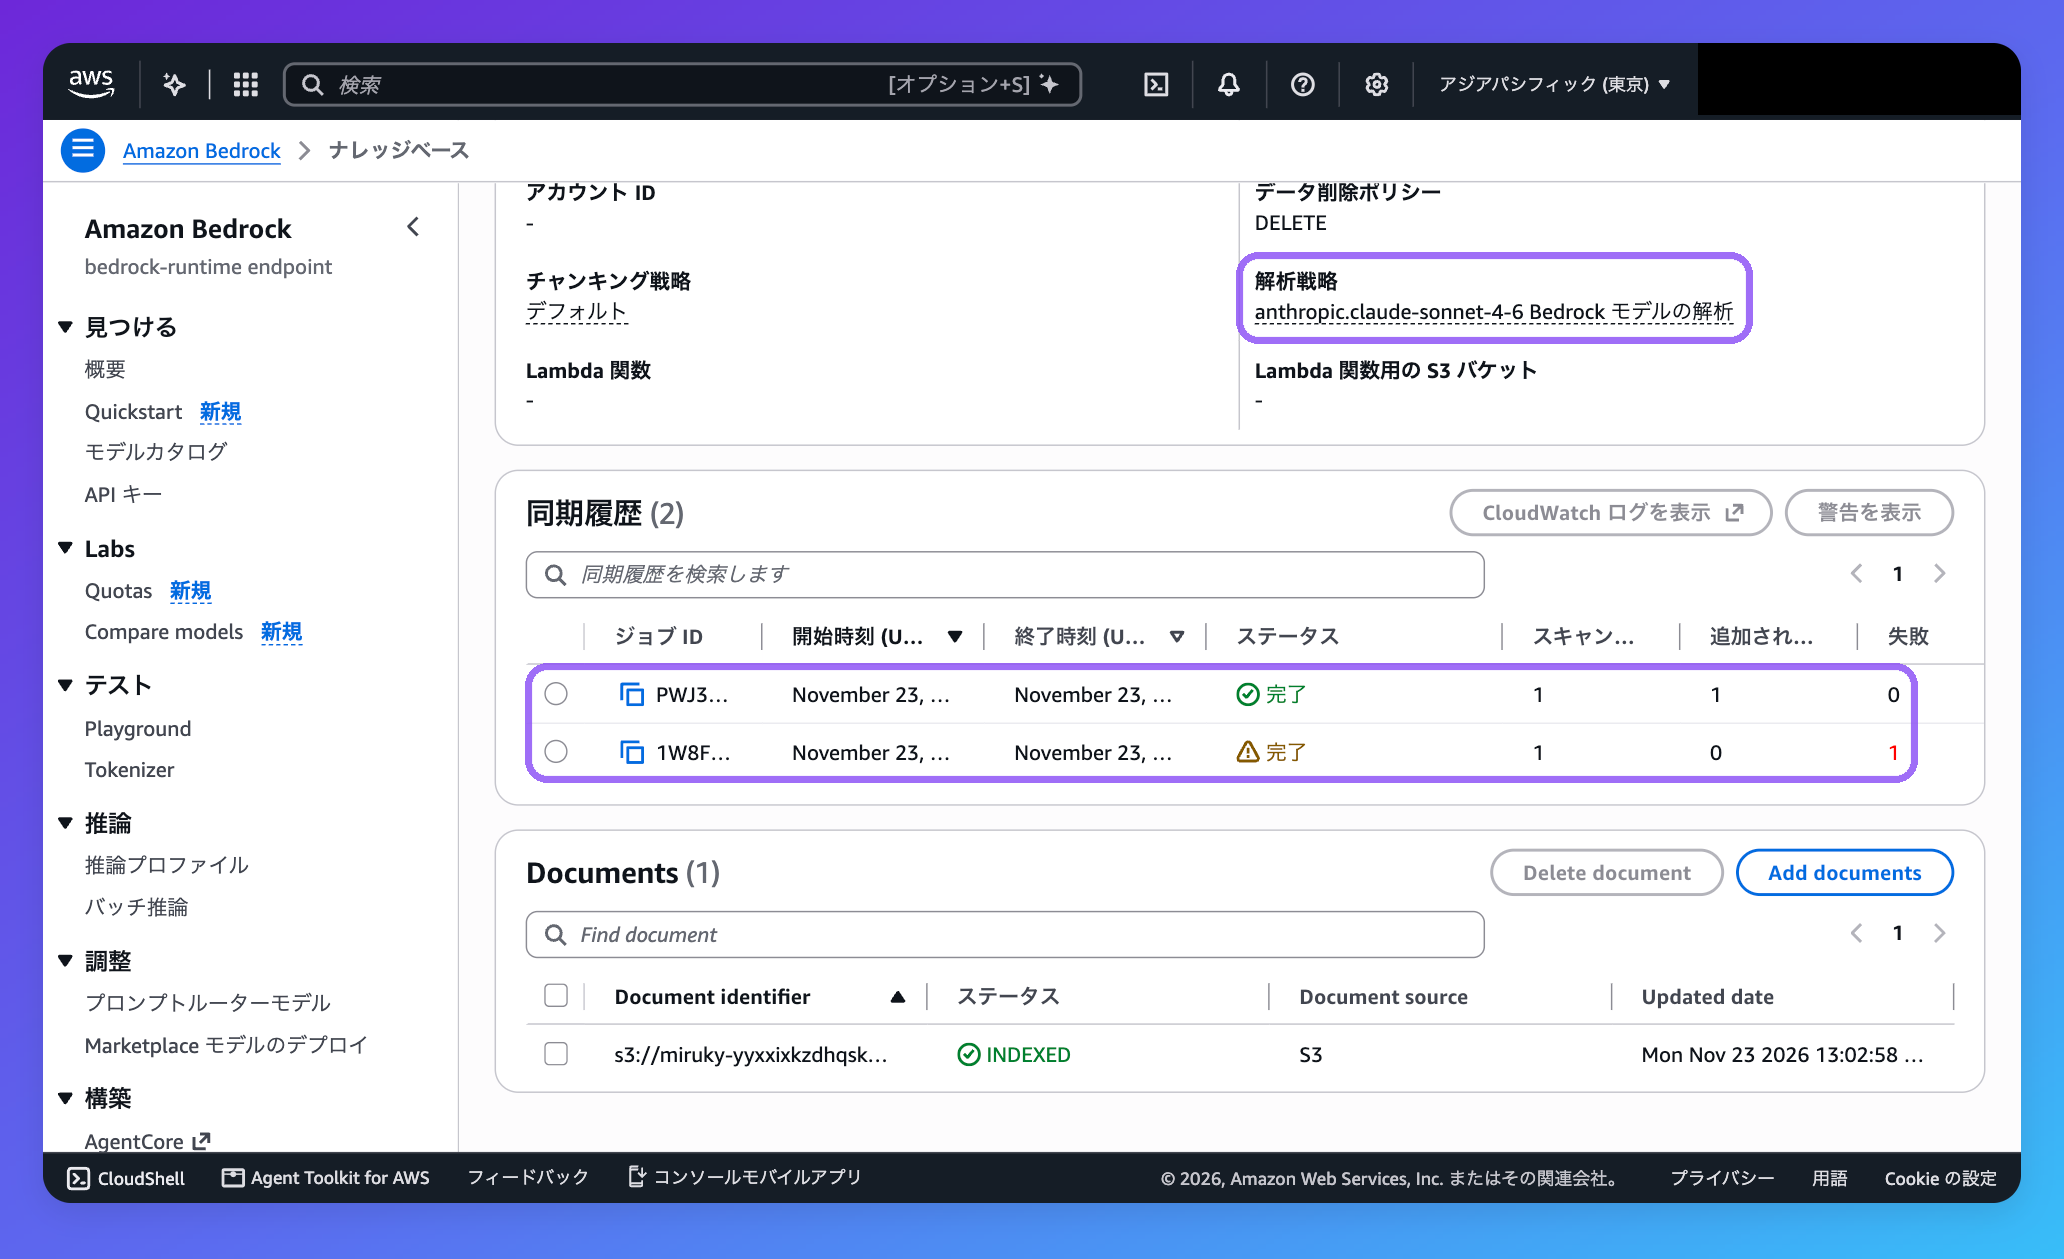 aws
検索 [オプション+S]
アジアパシフィック (東京) ▼
Amazon Bedrock > ナレッジベース
Amazon Bedrock
bedrock-runtime endpoint
見つける
概要
Quickstart 新規
モデルカタログ
API キー
Labs
Quotas 新規
Compare models 新規
テスト
Playground
Tokenizer
推論
推論プロファイル
バッチ推論
調整
プロンプトルーターモデル
Marketplace モデルのデプロイ
構築
AgentCore
アカウント ID
-
データ削除ポリシー
DELETE
チャンキング戦略
デフォルト
解析戦略
anthropic.claude-sonnet-4-6 Bedrock モデルの解析
Lambda 関数
-
Lambda 関数用の S3 バケット
-
同期履歴 (2)
CloudWatch ログを表示
警告を表示
同期履歴を検索します
1
ジョブ ID 開始時刻 (U... 終了時刻 (U... ステータス スキャン... 追加され... 失敗
PWJ3... November 23, ... November 23, ... 完了 1 1 0
1W8F... November 23, ... November 23, ... 完了 1 0 1
Documents (1)
Delete document
Add documents
Find document
1
Document identifier ステータス Document source Updated date
s3://miruky-yyxxixkzdhqsk... INDEXED S3 Mon Nov 23 2026 13:02:58 ...
CloudShell Agent Toolkit for AWS フィードバック コンソールモバイルアプリ © 2026, Amazon Web Services, Inc. またはその関連会社。 プライバシー 用語 Cookie の設定